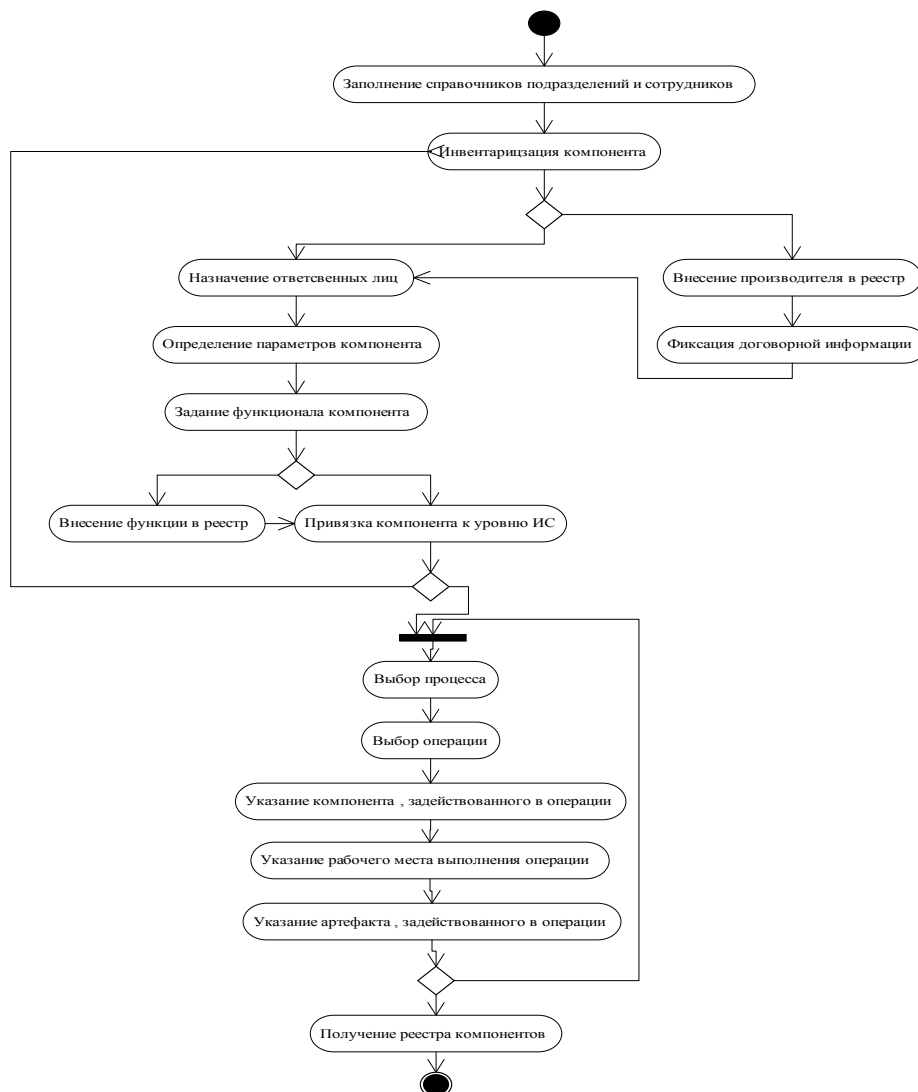 Заполнение справочников подразделений и сотрудников
Инвентарицзация компонента
Назначение ответсвенных лиц
Внесение производителя в реестр
Определение параметров компонента
Фиксация договорной информации
Задание функционала компонента
Внесение функции в реестр
Привязка компонента к уровню ИС
Выбор процесса
Выбор операции
Указание компонента , задействованного в операции
Указание рабочего места выполнения операции
Указание артефакта , задействованного в операции
Получение реестра компонентов